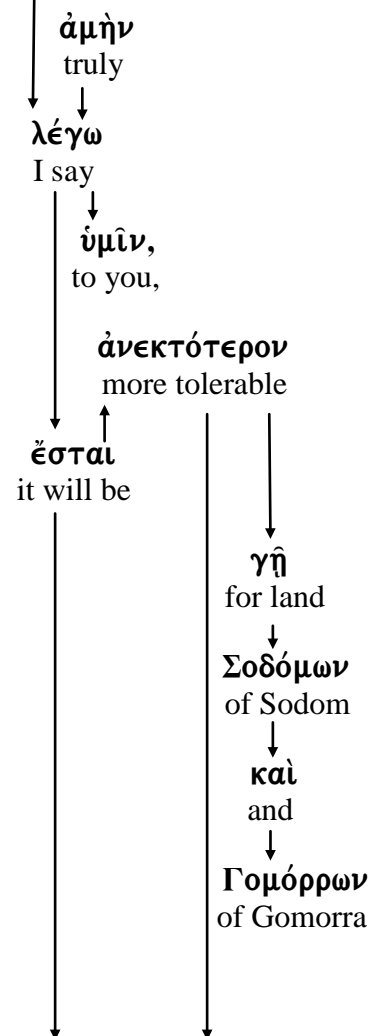 ἀμὴν
truly
λέγω
I say
ὑμῖν,
to you,
ἀνεκτότερον
more tolerable
ἔσται
it will be
γῇ
for land
Σοδόμων
of Sodom
καὶ
and
Γομόρρων
of Gomorra